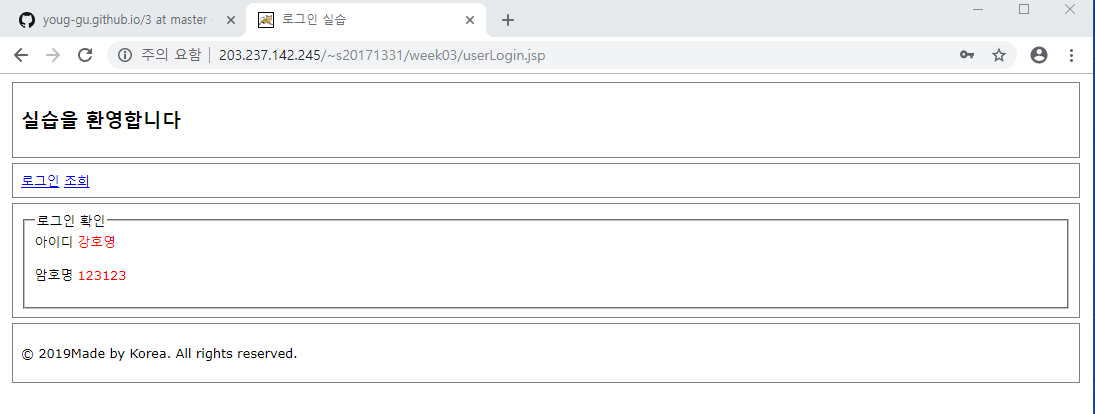 youg-gu.github.io/3 at master
로그인 실습
주의 요함 | 203.237.142.245/~s20171331/week03/userLogin.jsp
실습을 환영합니다
로그인 조회
로그인 확인
아이디 강호영
암호명 123123
© 2019Made by Korea. All rights reserved.